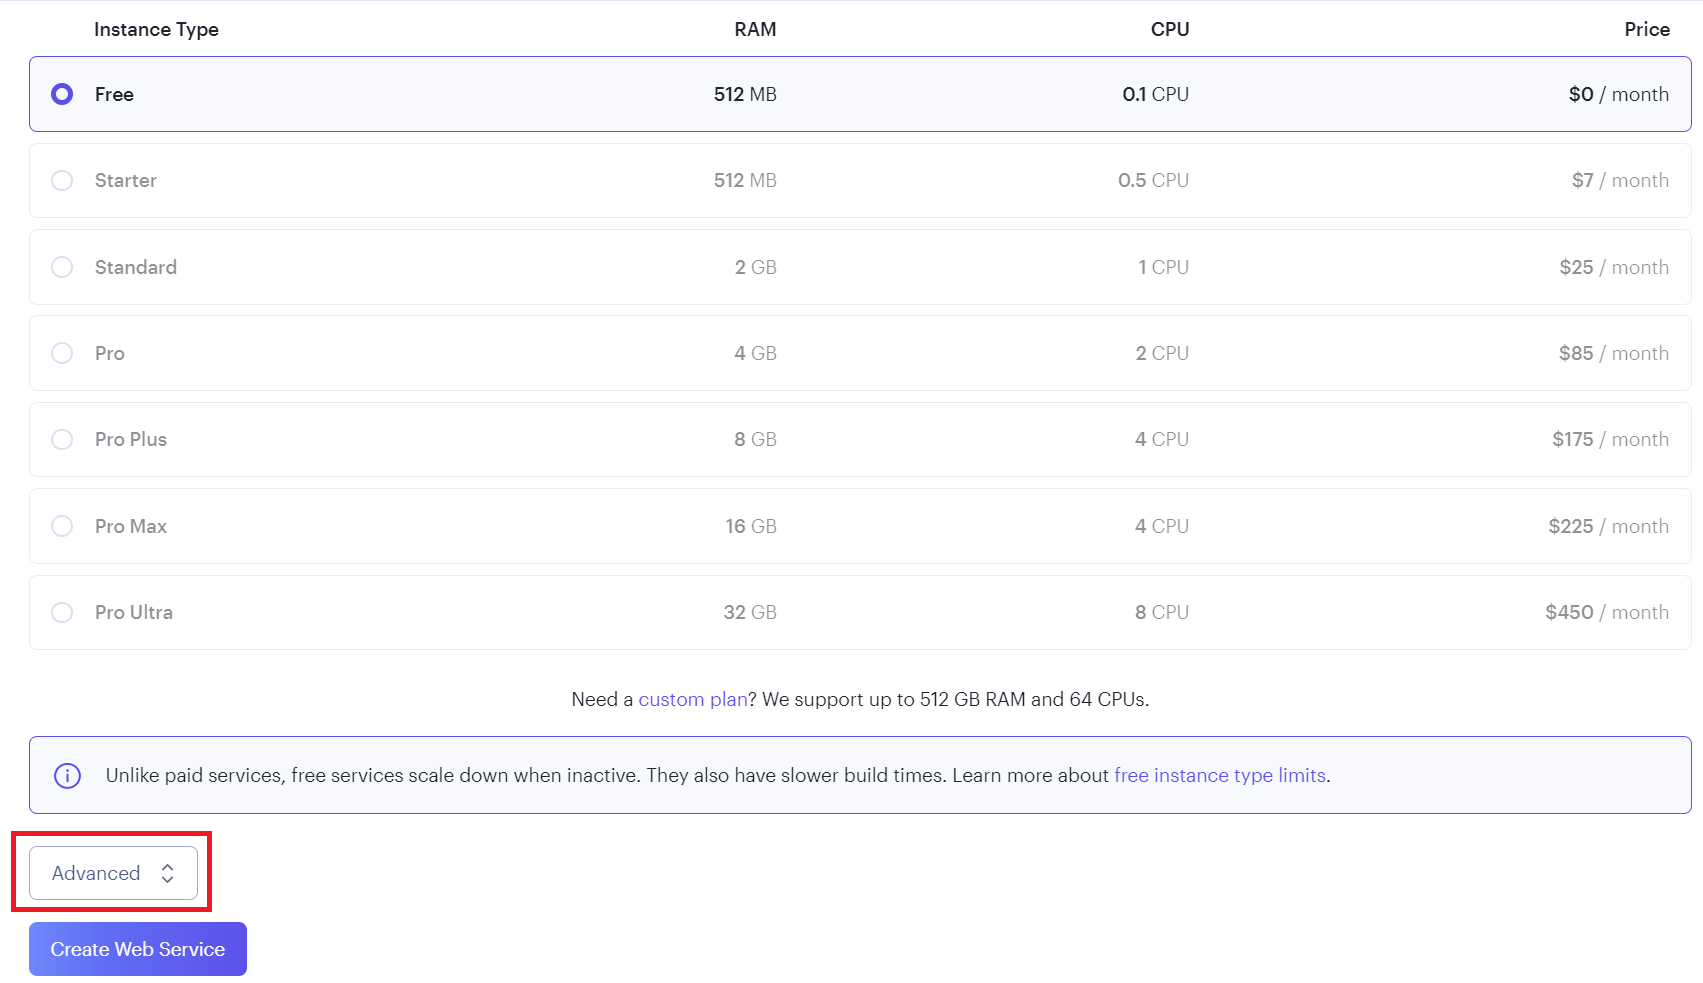 Instance Type RAM CPU Price
Free 512 MB 0.1 CPU $0 / month
Starter 512 MB 0.5 CPU $7 / month
Standard 2 GB 1 CPU $25 / month
Pro 4 GB 2 CPU $85 / month
Pro Plus 8 GB 4 CPU $175 / month
Pro Max 16 GB 4 CPU $225 / month
Pro Ultra 32 GB 8 CPU $450 / month
Need a custom plan? We support up to 512 GB RAM and 64 CPUs.
Unlike paid services, free services scale down when inactive. They also have slower build times. Learn more about free instance type limits.
Advanced
Create Web Service